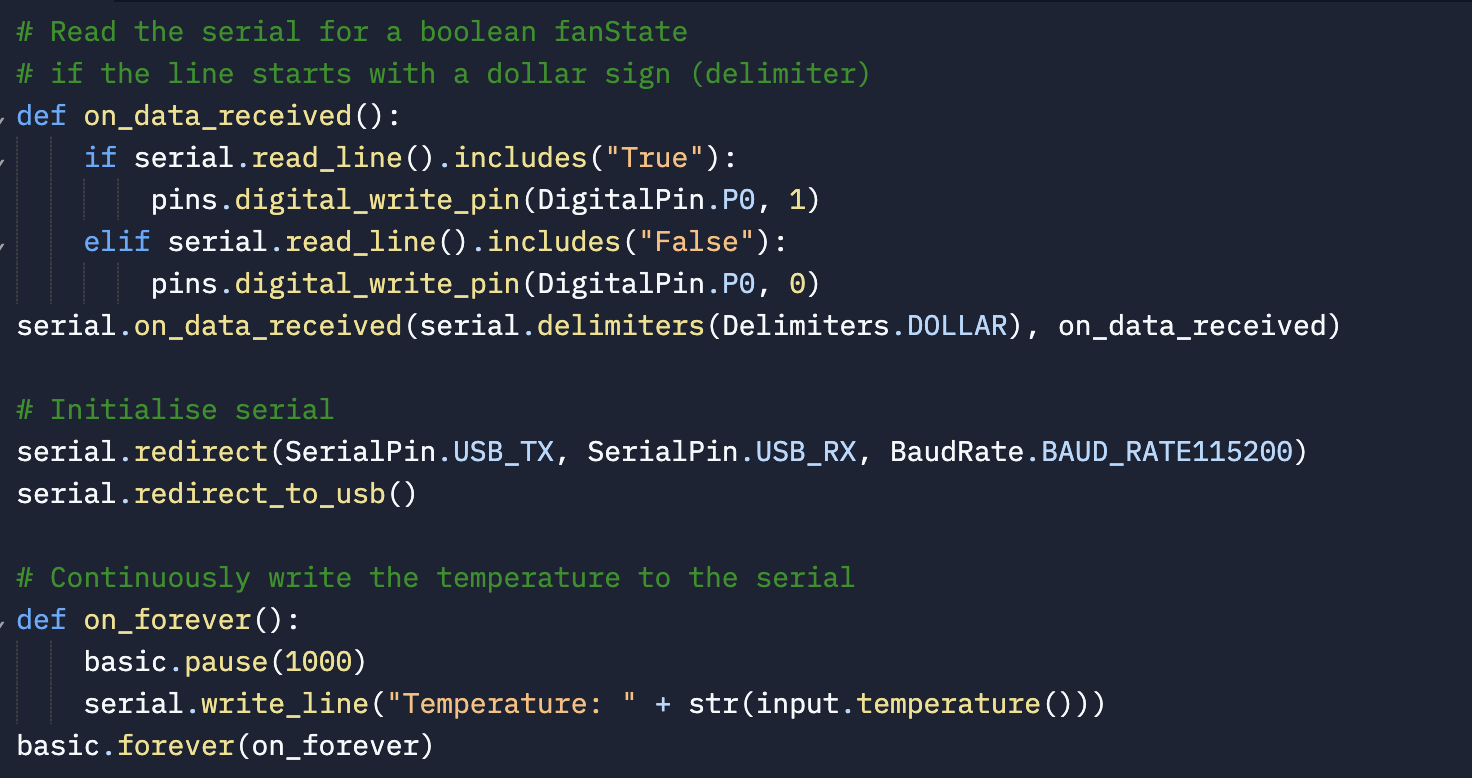 # Read the serial for a boolean fanState
# if the line starts with a dollar sign (delimiter)
def on_data_received():
    if serial.read_line().includes("True"):
        pins.digital_write_pin(DigitalPin.P0, 1)
    elif serial.read_line().includes("False"):
        pins.digital_write_pin(DigitalPin.P0, 0)
serial.on_data_received(serial.delimiters(Delimiters.DOLLAR), on_data_received)

# Initialise serial
serial.redirect(SerialPin.USB_TX, SerialPin.USB_RX, BaudRate.BAUD_RATE115200)
serial.redirect_to_usb()

# Continuously write the temperature to the serial
def on_forever():
    basic.pause(1000)
    serial.write_line("Temperature: " + str(input.temperature()))
basic.forever(on_forever)